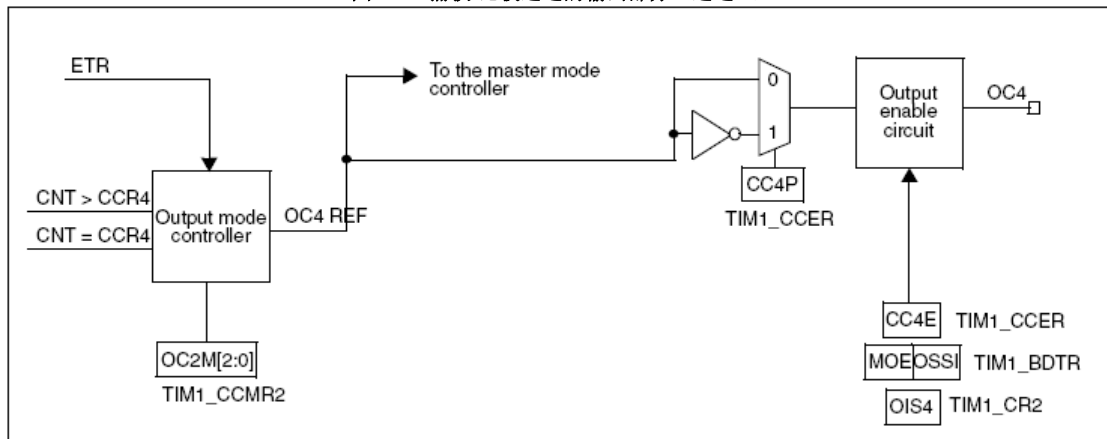 ETR
To the master mode
controller
0
1
Output
enable
circuit
OC4
CC4P
TIM1_CCER
CNT > CCR4
CNT = CCR4
Output mode
controller
OC4 REF
OC2M[2:0]
TIM1_CCMR2
CC4E TIM1_CCER
MOE OSSI TIM1_BDTR
OIS4 TIM1_CR2